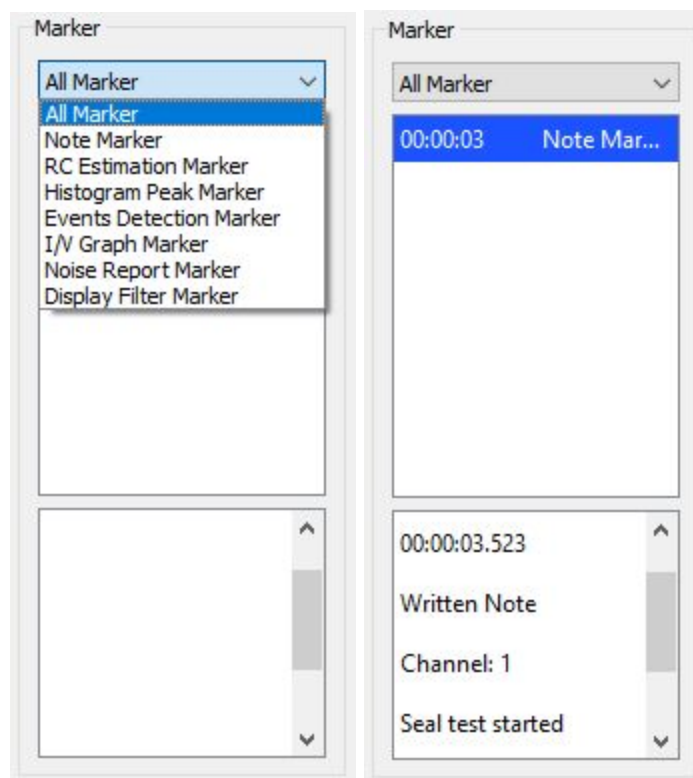 Marker
All Marker
All Marker
Note Marker
RC Estimation Marker
Histogram Peak Marker
Events Detection Marker
I/V Graph Marker
Noise Report Marker
Display Filter Marker
Marker
All Marker
00:00:03 Note Mar...
00:00:03.523
Written Note
Channel: 1
Seal test started